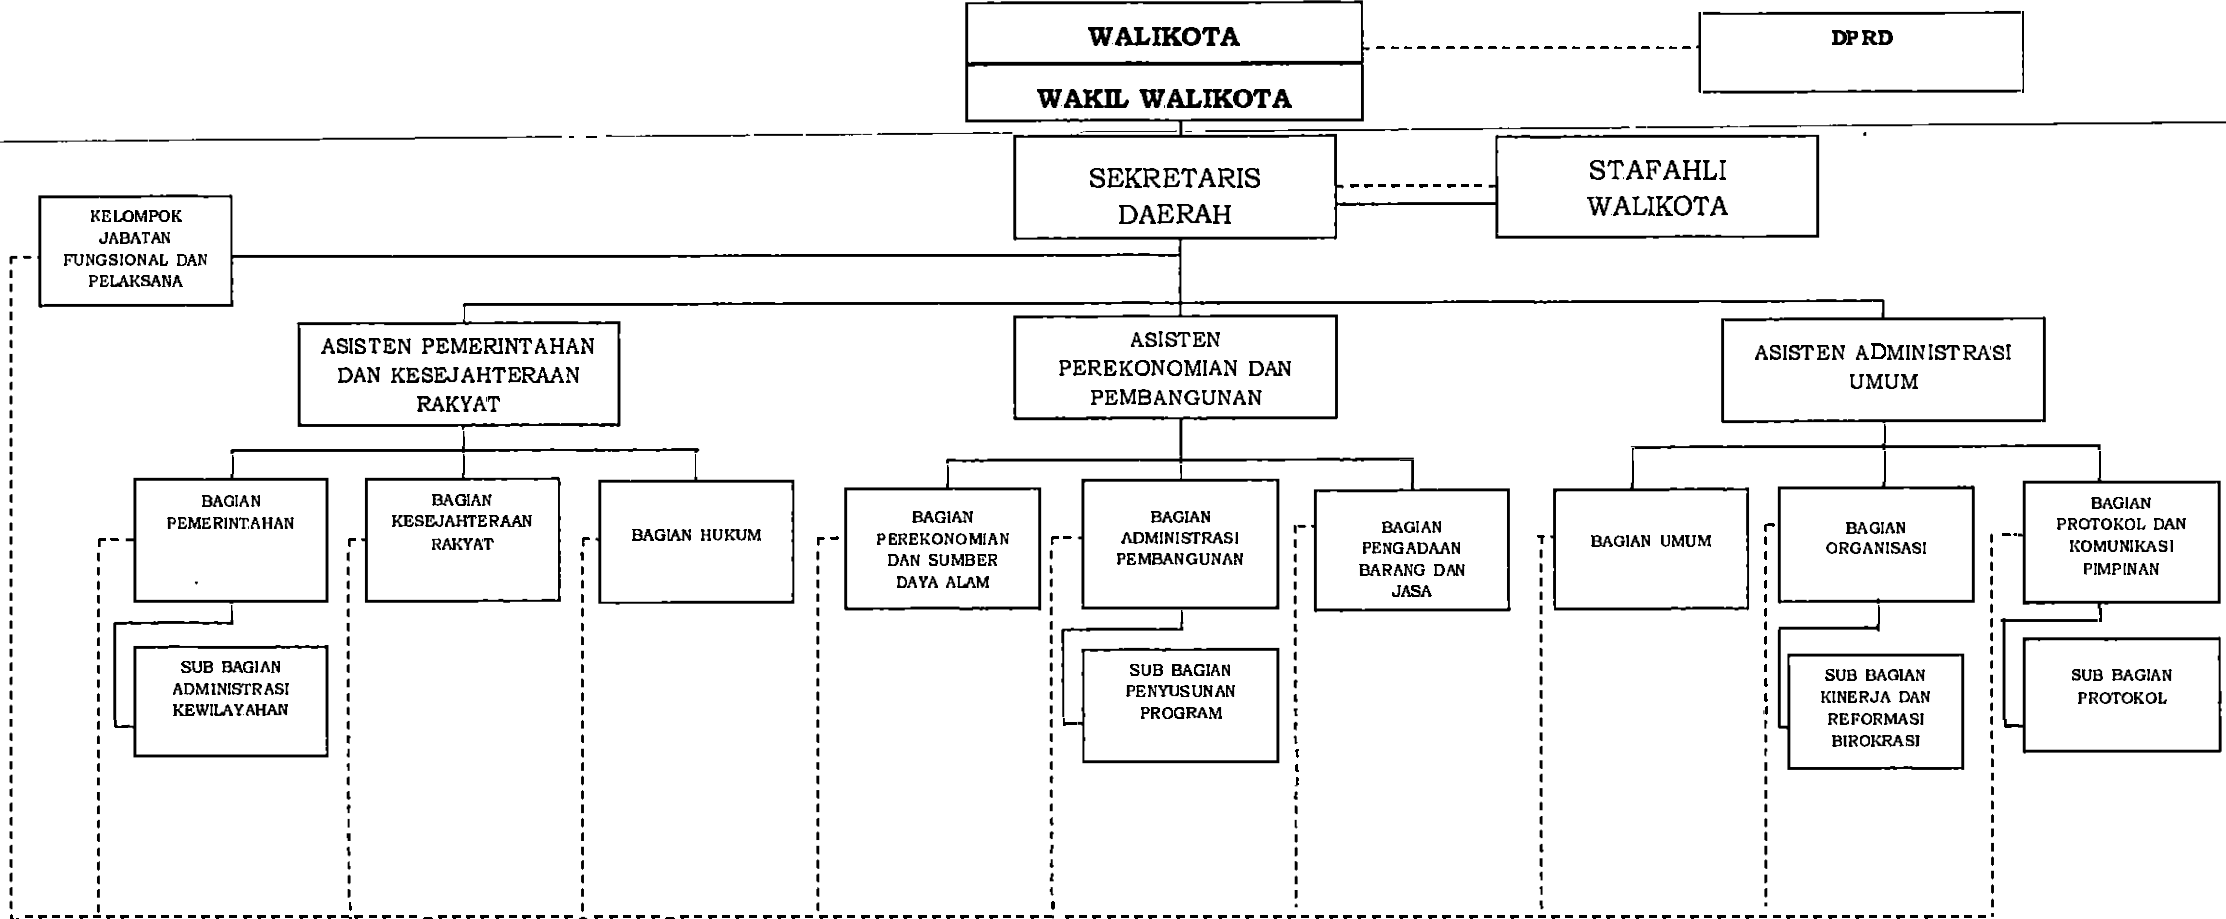 WALIKOTA
DPRD
WAKIL WALIKOTA
SEKRETARIS
DAERAH
STAFAHLI
WALIKOTA
KELOMPOK
JABATAN
FUNGSIONAL DAN
PELAKSANA
ASISTEN PEMERINTAHAN
DAN KESEJAHTERAAN
RAKYAT
ASISTEN
PEREKONOMIAN DAN
PEMBANGUNAN
ASISTEN ADMINISTRASI
UMUM
BAGIAN
PEMERINTAHAN
BAGIAN
KESEJAHTERAAN
RAKYAT
BAGIAN HUKUM
BAGIAN
PEREKONOMIAN
DAN SUMBER
DAYA ALAM
BAGIAN
ADMINISTRASI
PEMBANGUNAN
BAGIAN
PENGADAAN
BARANG DAN
JASA
BAGIAN UMUM
BAGIAN
ORGANISASI
BAGIAN
PROTOKOL DAN
KOMUNIKASI
PIMPINAN
SUB BAGIAN
ADMINISTRASI
KEWILAYAHAN
SUB BAGIAN
PENYUSUNAN
PROGRAM
SUB BAGIAN
KINERJA DAN
REFORMASI
BIROKRASI
SUB BAGIAN
PROTOKOL